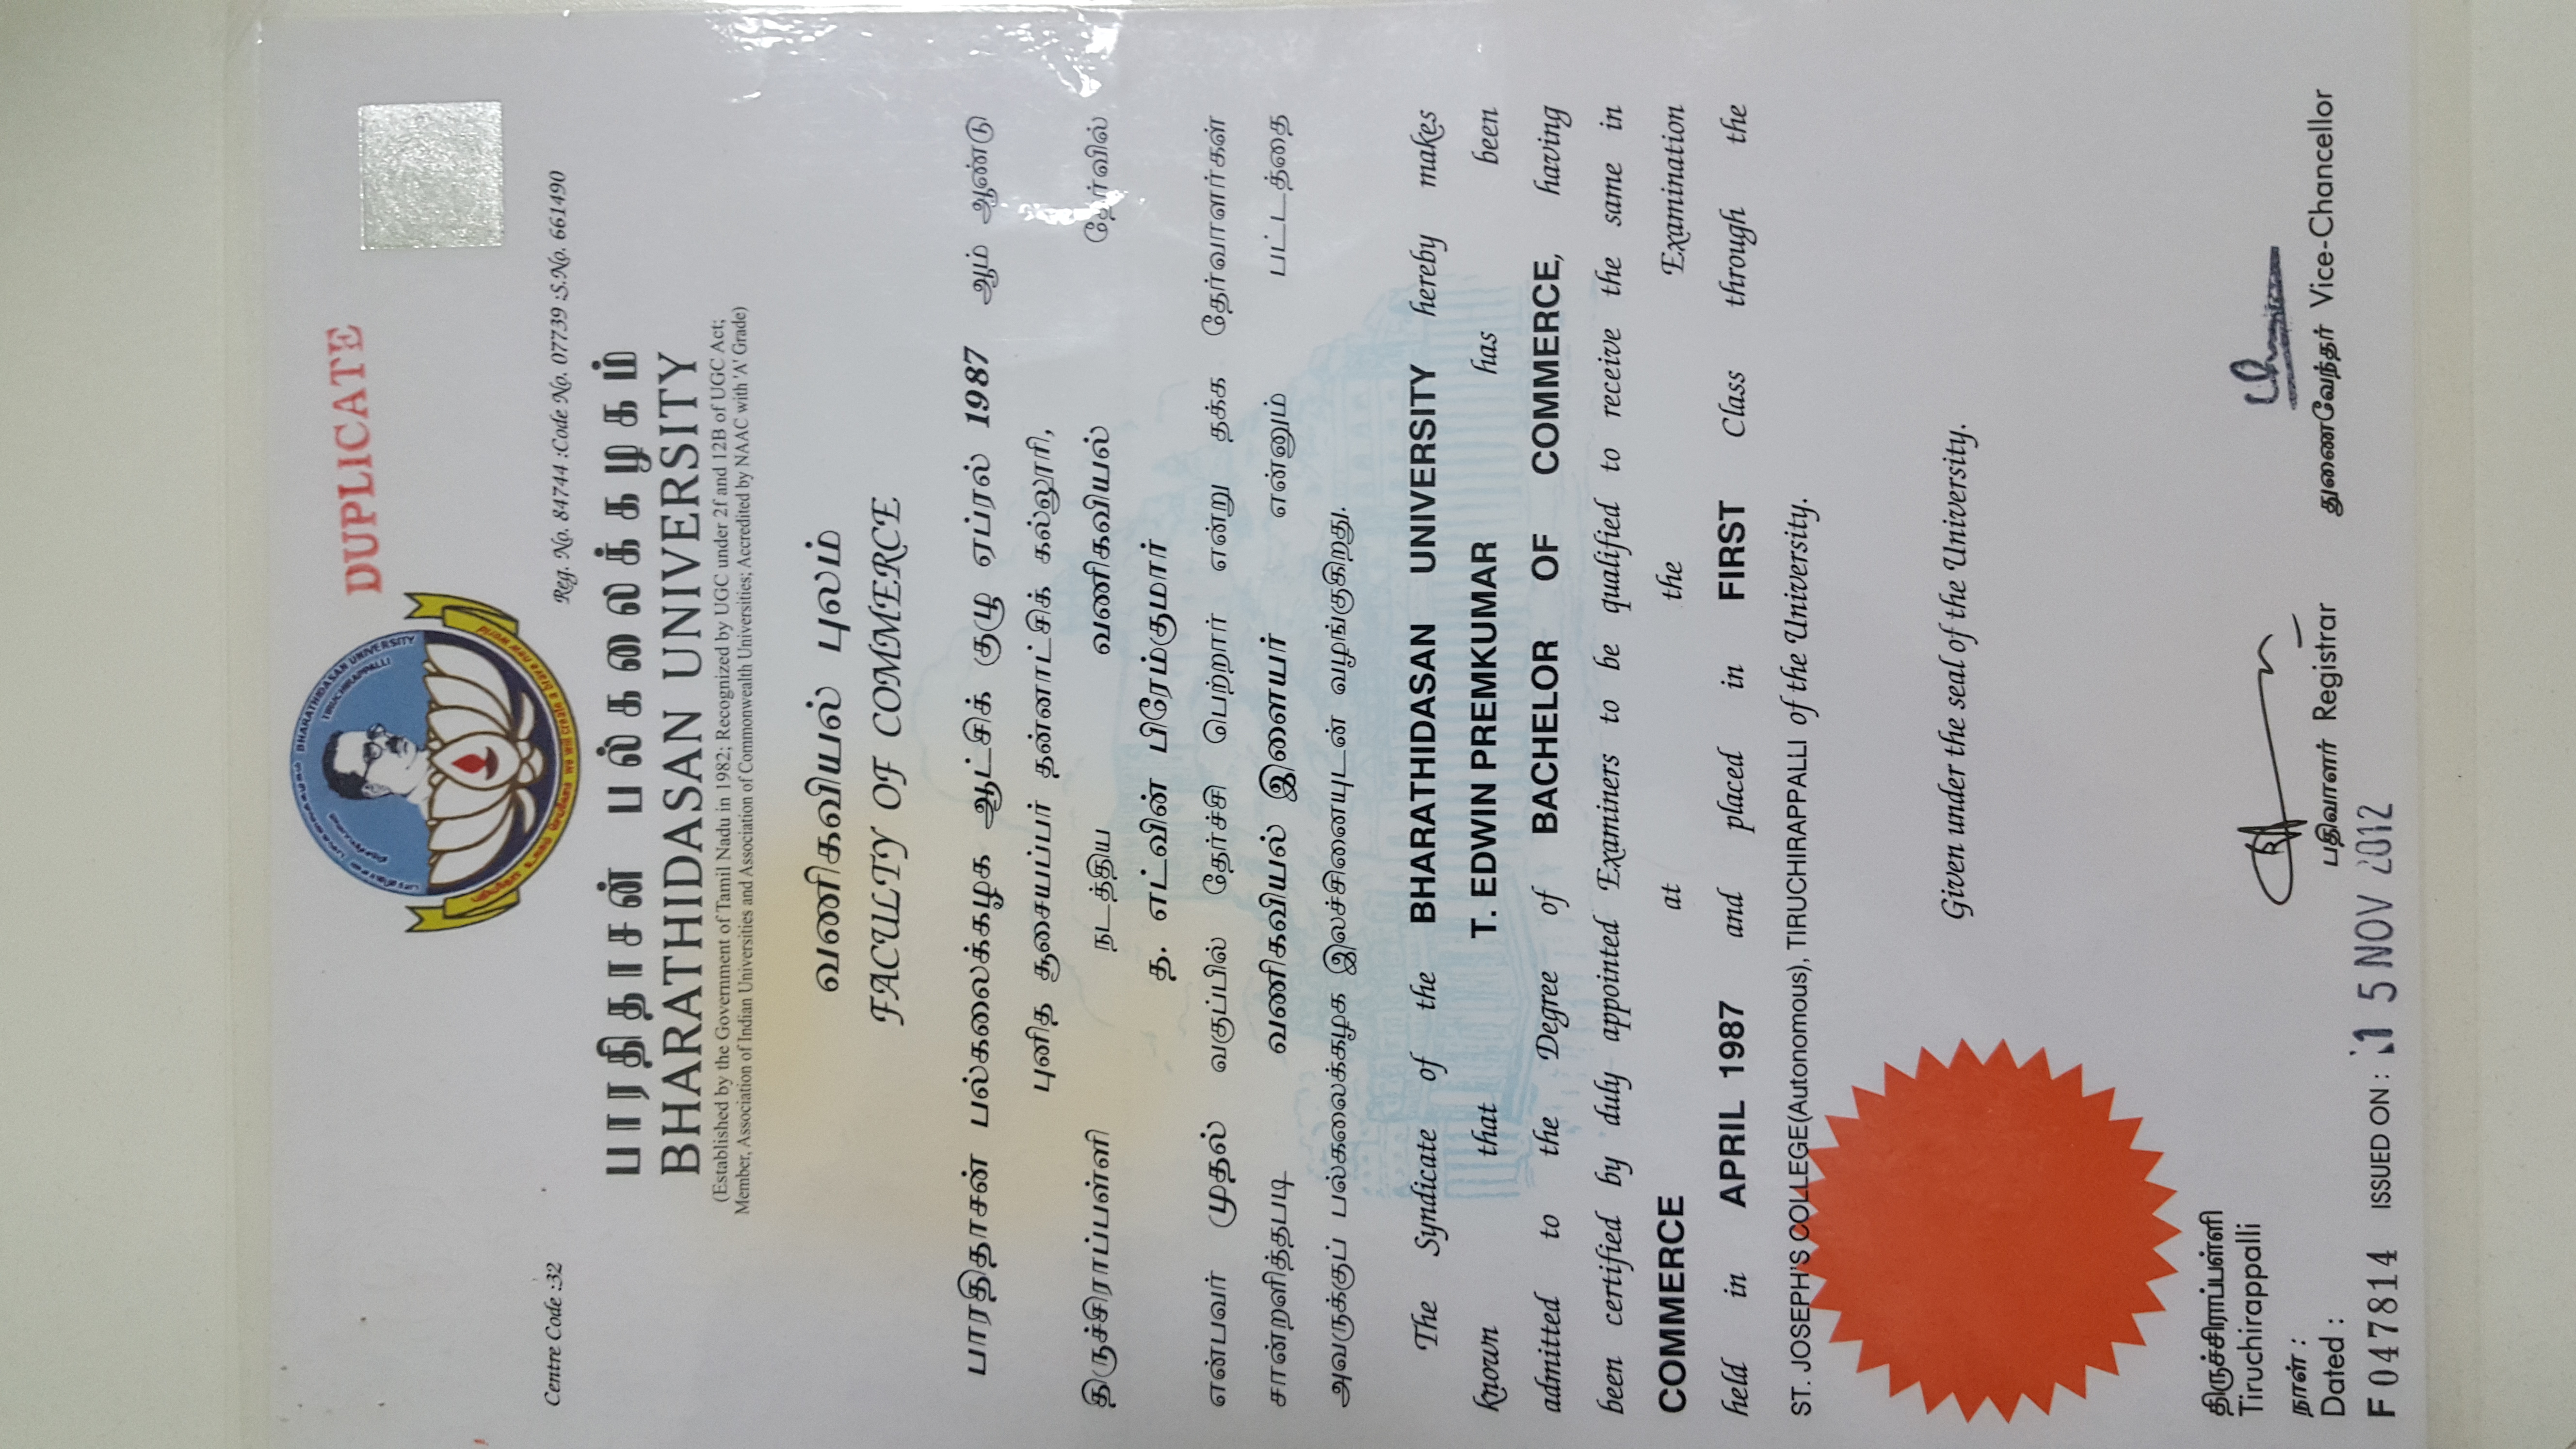 பாரதிதாசன் பல்கலைக்கழகம் BHARATHIDASAN UNIVERSITY
திருச்சிராப்பள்ளி TIRUCHIRAPPALLI
புதியதோர் உலகம் செய்வோம் we will create a brave new world
DUPLICATE
Centre Code :32
Reg. No. 84744 :Code No. 07739 :S.No. 661490
பாரதிதாசன் பல்கலைக்கழகம்
BHARATHIDASAN UNIVERSITY
(Established by the Government of Tamil Nadu in 1982; Recognized by UGC under 2f and 12B of UGC Act;
Member, Association of Indian Universities and Association of Commonwealth Universities; Accredited by NAAC with 'A' Grade)
வணிகவியல் புலம்
FACULTY OF COMMERCE
பாரதிதாசன் பல்கலைக்கழக ஆட்சிக் குழு ஏப்ரல் 1987 ஆம் ஆண்டு
புனித சூசையப்பர் தன்னாட்சிக் கல்லூரி,
திருச்சிராப்பள்ளி நடத்திய வணிகவியல் தேர்வில்
த. எட்வின் பிரேம்குமார்
என்பவர் முதல் வகுப்பில் தேர்ச்சி பெற்றார் என்று தக்க தேர்வாளர்கள்
சான்றளித்தபடி வணிகவியல் இளையர் என்னும் பட்டத்தை
அவருக்குப் பல்கலைக்கழக இலச்சினையுடன் வழங்குகிறது.
The Syndicate of the BHARATHIDASAN UNIVERSITY hereby makes
known that T. EDWIN PREMKUMAR has been
admitted to the Degree of BACHELOR OF COMMERCE, having
been certified by duly appointed Examiners to be qualified to receive the same in
COMMERCE at the Examination
held in APRIL 1987 and placed in FIRST Class through the
ST. JOSEPH'S COLLEGE(Autonomous), TIRUCHIRAPPALLI of the University.
Given under the seal of the University.
திருச்சிராப்பள்ளி
Tiruchirappalli
நாள் :
Dated :
பதிவாளர் Registrar
துணைவேந்தர் Vice-Chancellor
F 047814 ISSUED ON : 15 NOV 2012